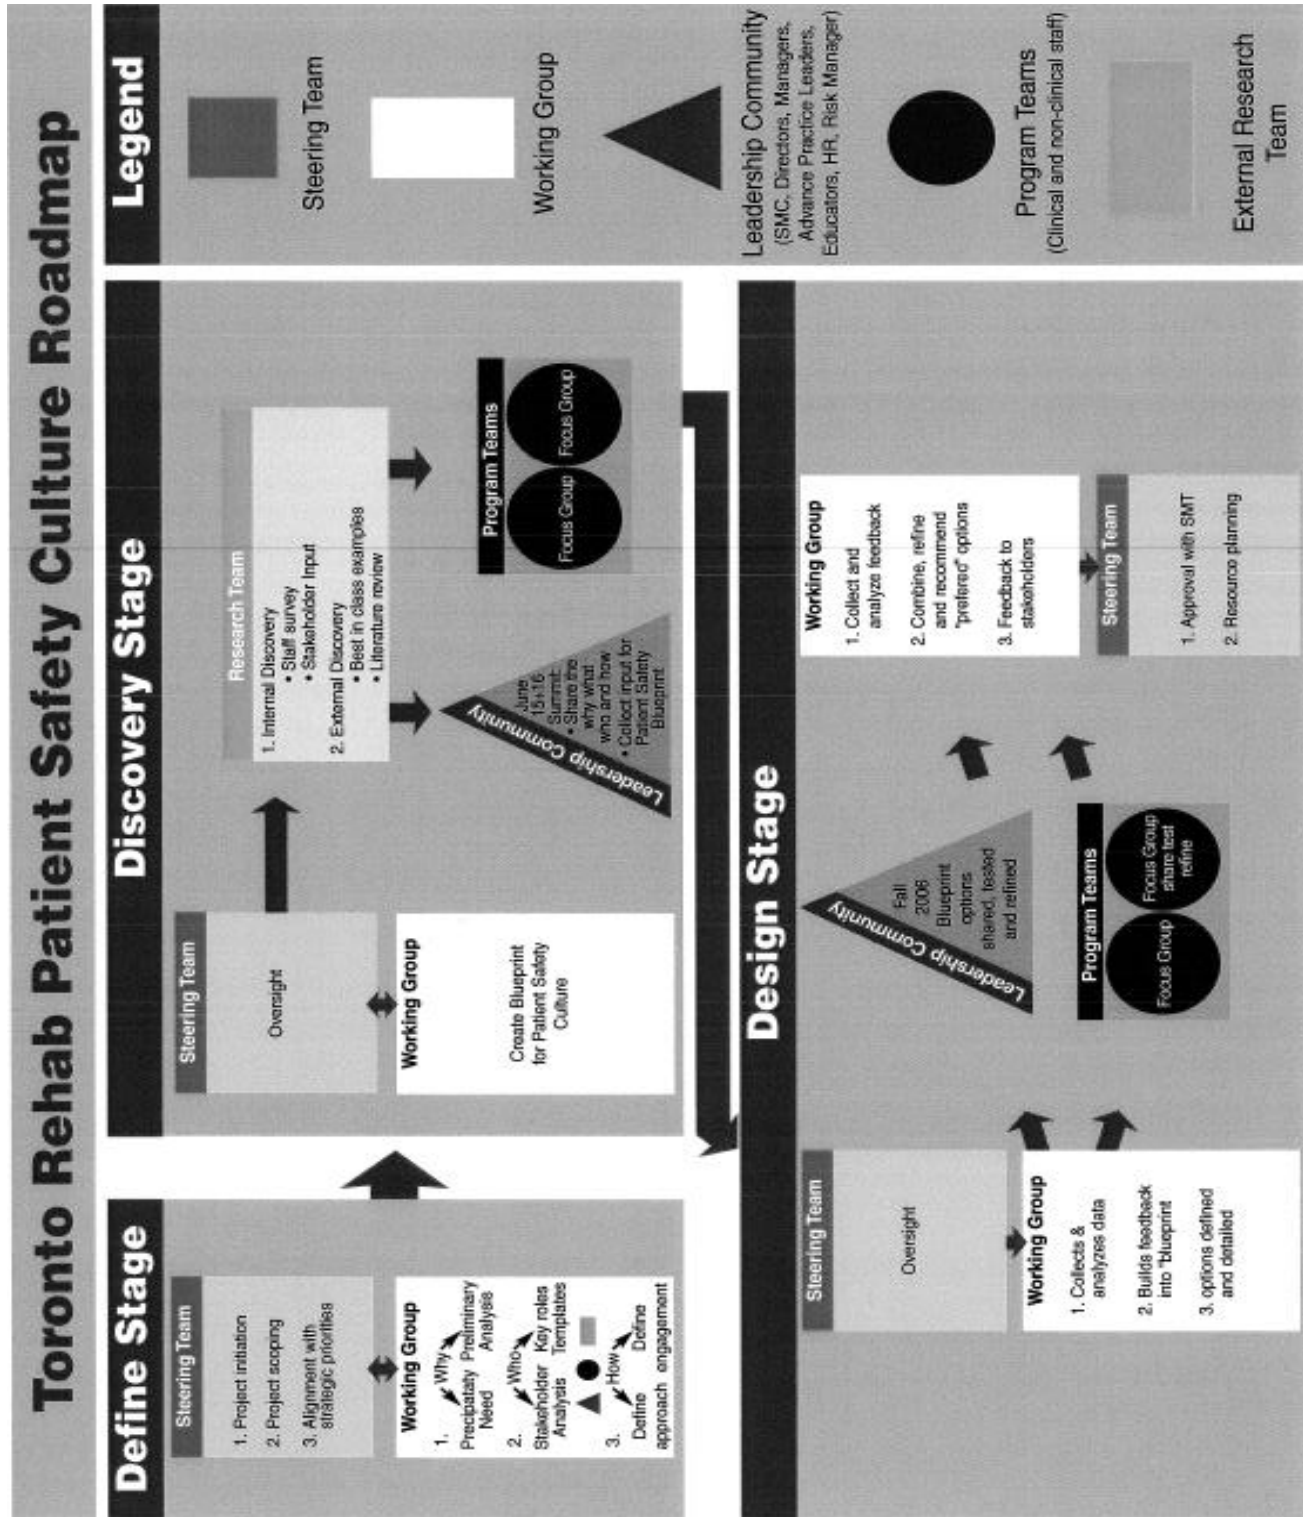 Toronto Rehab Patient Safety Culture Roadmap
Define Stage
Steering Team
1. Project initiation
2. Project scoping
3. Alignment with
strategic priorities
Working Group
1.
Why
Precipataty Preliminary
Need Analysis
2.
Who
Stakeholder Key roles
Analysis Templates
3.
How
Define Define
approach engagement
Discovery Stage
Steering Team
Oversight
Working Group
Create Blueprint
for Patient Safety
Culture
Research Team
1. Internal Discovery
• Staff survey
• Stakeholder Input
2. External Discovery
• Best in class examples
• Literature review
Leadership Community
June
15+16
Summit:
• Share the
why what
who and how
• Collect input for
Patient Safety
Blueprint
Program Teams
Focus Group
Focus Group
Legend
Steering Team
Working Group
Leadership Community
(SMC, Directors, Managers,
Advance Practice Leaders,
Educators, HR, Risk Manager)
Program Teams
(Clinical and non-clinical staff)
External Research
Team
Design Stage
Steering Team
Oversight
Working Group
1. Collects &
analyzes data
2. Builds feedback
into "blueprint
3. options defined
and detailed
Leadership Community
Fall
2006
Blueprint
options
shared, tested
and refined
Program Teams
Focus Group
Focus Group
share test
refine
Working Group
1. Collect and
analyze feedback
2. Combine, refine
and recommend
"preferred" options
3. Feedback to
stakeholders
Steering Team
1. Approval with SMT
2. Resource planning